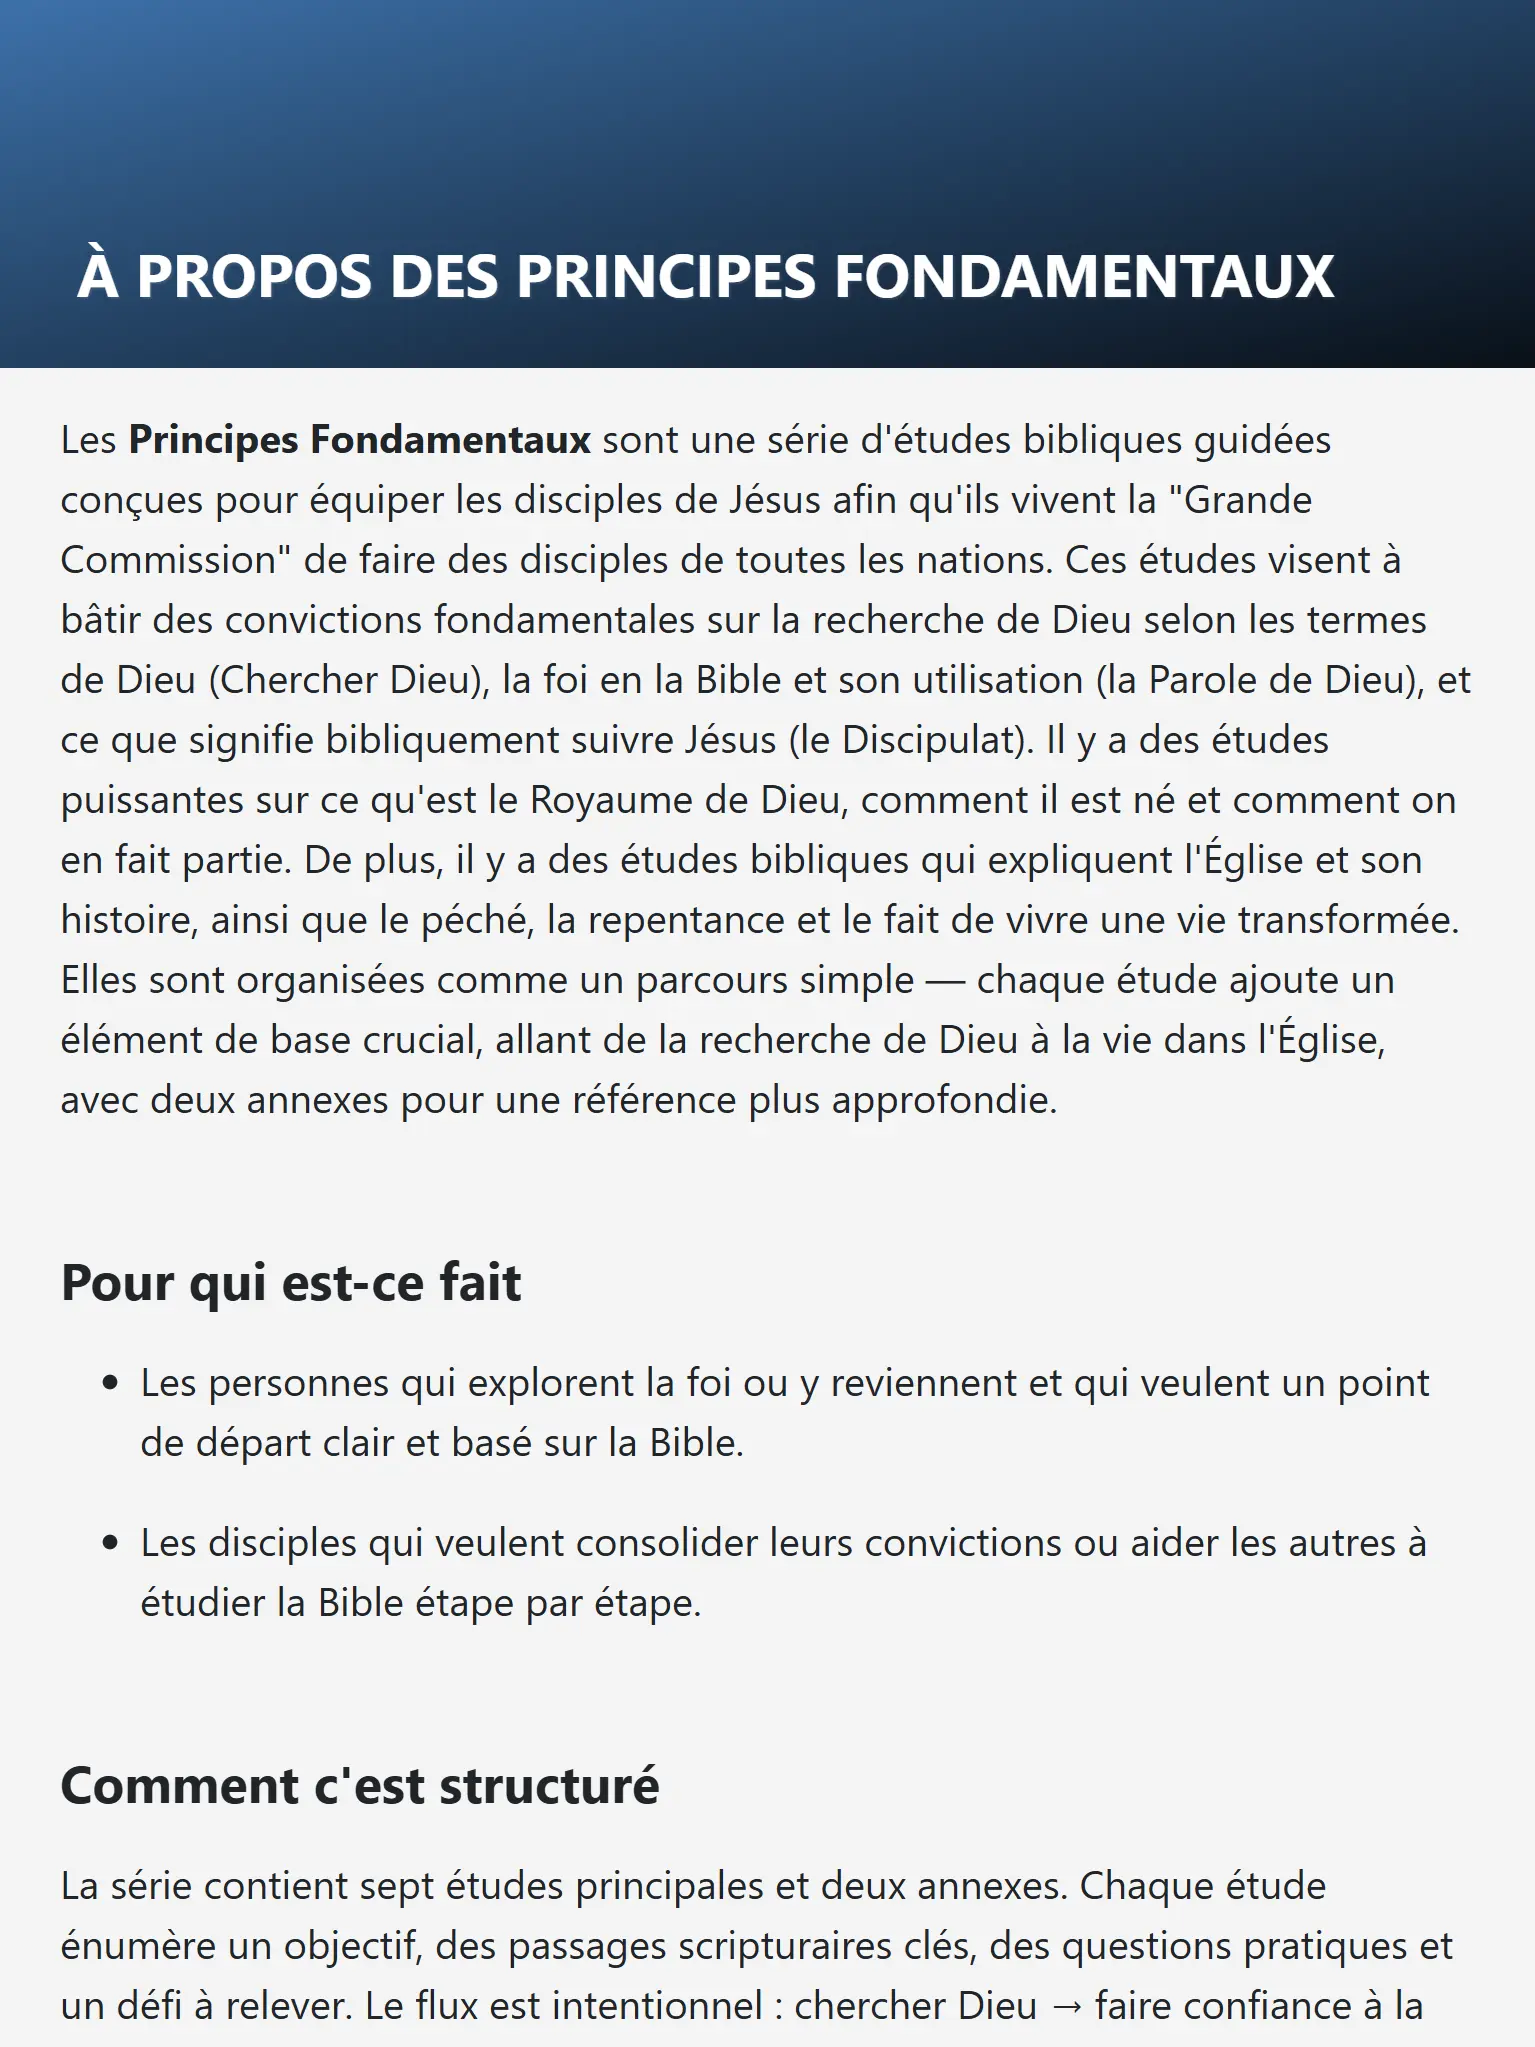 À PROPOS DES PRINCIPES FONDAMENTAUX
Les Principes Fondamentaux sont une série d'études bibliques guidées
conçues pour équiper les disciples de Jésus afin qu'ils vivent la "Grande
Commission" de faire des disciples de toutes les nations. Ces études visent à
bâtir des convictions fondamentales sur la recherche de Dieu selon les termes
de Dieu (Chercher Dieu), la foi en la Bible et son utilisation (la Parole de Dieu), et
ce que signifie bibliquement suivre Jésus (le Discipulat). Il y a des études
puissantes sur ce qu'est le Royaume de Dieu, comment il est né et comment on
en fait partie. De plus, il y a des études bibliques qui expliquent l'Église et son
histoire, ainsi que le péché, la repentance et le fait de vivre une vie transformée.
Elles sont organisées comme un parcours simple — chaque étude ajoute un
élément de base crucial, allant de la recherche de Dieu à la vie dans l'Église,
avec deux annexes pour une référence plus approfondie.
Pour qui est-ce fait
• Les personnes qui explorent la foi ou y reviennent et qui veulent un point
de départ clair et basé sur la Bible.
• Les disciples qui veulent consolider leurs convictions ou aider les autres à
étudier la Bible étape par étape.
Comment c'est structuré
La série contient sept études principales et deux annexes. Chaque étude
énumère un objectif, des passages scripturaires clés, des questions pratiques et
un défi à relever. Le flux est intentionnel : chercher Dieu → faire confiance à la